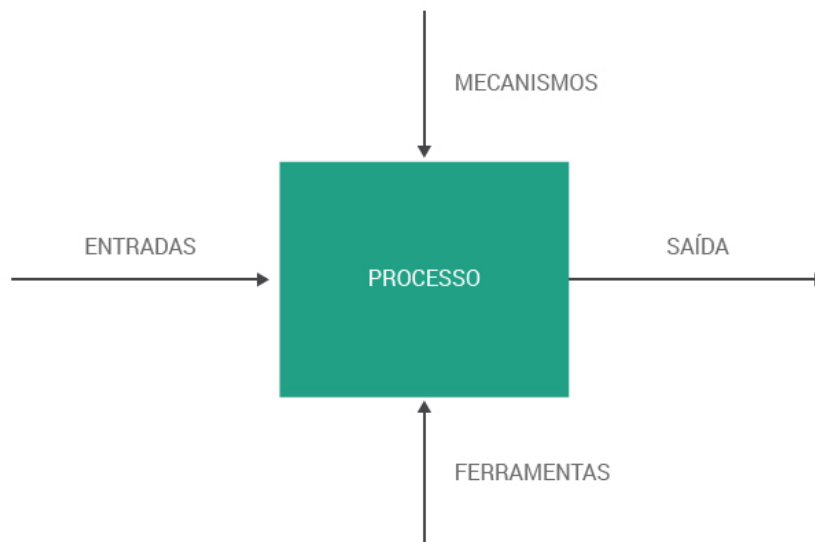 MECANISMOS
ENTRADAS
PROCESSO
SAÍDA
FERRAMENTAS